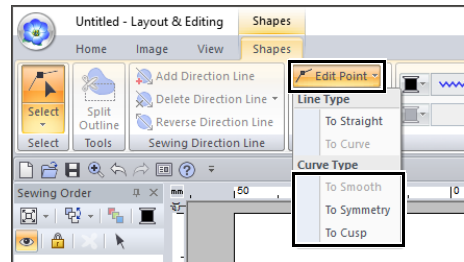 Untitled - Layout & Editing Shapes
Home Image View Shapes
Select
Select
Split
Outline
Tools
Add Direction Line
Delete Direction Line
Reverse Direction Line
Sewing Direction Line
Edit Point
Line Type
To Straight
To Curve
Curve Type
To Smooth
To Symmetry
To Cusp
Sewing Order
mm
50
0